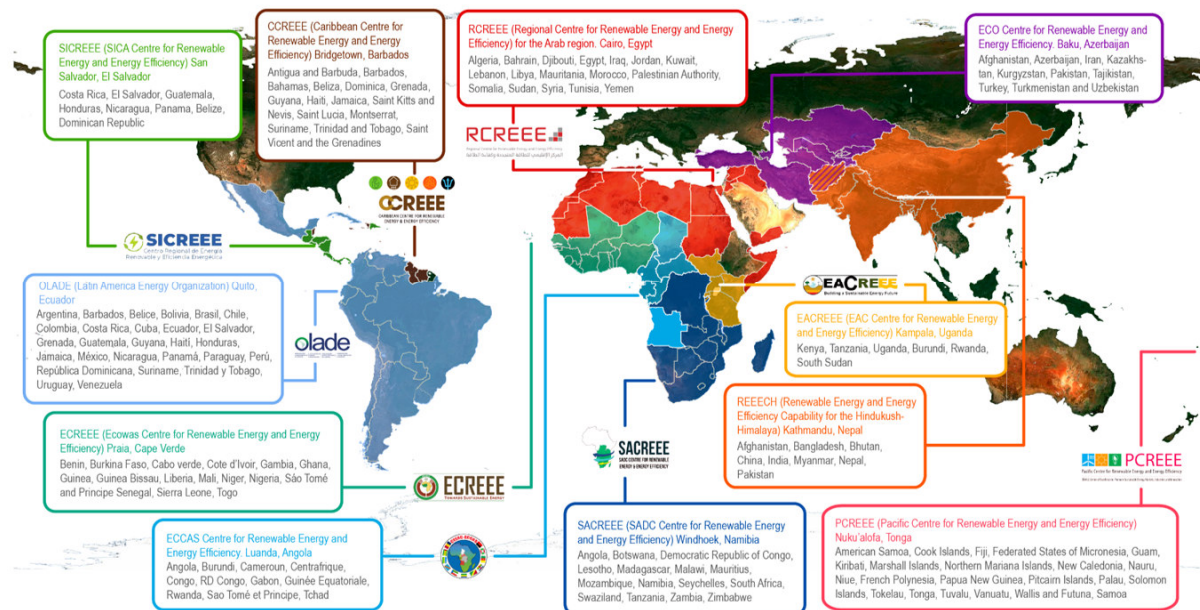 SICREEE (SICA Centre for Renewable
Energy and Energy Efficiency) San
Salvador, El Salvador
Costa Rica, El Salvador, Guatemala,
Honduras, Nicaragua, Panama, Belize,
Dominican Republic
CCREEE (Caribbean Centre for
Renewable Energy and Energy
Efficiency) Bridgetown, Barbados
Antigua and Barbuda, Barbados,
Bahamas, Beliza, Dominica, Grenada,
Guyana, Haiti, Jamaica, Saint Kitts and
Nevis, Saint Lucia, Montserrat,
Suriname, Trinidad and Tobago, Saint
Vicent and the Grenadines
RCREEE (Regional Centre for Renewable Energy and Energy
Efficiency) for the Arab region. Cairo, Egypt
Algeria, Bahrain, Djibouti, Egypt, Iraq, Jordan, Kuwait,
Lebanon, Libya, Mauritania, Morocco, Palestinian Authority,
Somalia, Sudan, Syria, Tunisia, Yemen
ECO Centre for Renewable Energy and
Energy Efficiency. Baku, Azerbaijan
Afghanistan, Azerbaijan, Iran, Kazakhs-
tan, Kurgyzstan, Pakistan, Tajikistan,
Turkey, Turkmenistan and Uzbekistan
RCREEE
CCREEE
CARIBBEAN CENTRE FOR RENEWABLE
ENERGY & ENERGY EFFICIENCY
SICREEE
Centro Regional de Energía
Renovable y Eficiencia Energética
OLADE (Latin America Energy Organization) Quito,
Ecuador
Argentina, Barbados, Belice, Bolivia, Brasil, Chile,
Colombia, Costa Rica, Cuba, Ecuador, El Salvador,
Grenada, Guatemala, Guyana, Haití, Honduras,
Jamaica, México, Nicaragua, Panamá, Paraguay, Perú,
República Dominicana, Suriname, Trinidad y Tobago,
Uruguay, Venezuela
olade
EACREEE
Building a Sustainable Energy Future
EACREEE (EAC Centre for Renewable Energy
and Energy Efficiency) Kampala, Uganda
Kenya, Tanzania, Uganda, Burundi, Rwanda,
South Sudan
REEECH (Renewable Energy and Energy
Efficiency Capability for the Hindukush-
Himalaya) Kathmandu, Nepal
Afghanistan, Bangladesh, Bhutan,
China, India, Myanmar, Nepal,
Pakistan
ECREEE (Ecowas Centre for Renewable Energy and Energy
Efficiency) Praia, Cape Verde
Benin, Burkina Faso, Cabo verde, Cote d'Ivoir, Gambia, Ghana,
Guinea, Guinea Bissau, Liberia, Mali, Niger, Nigeria, São Tomé
and Principe Senegal, Sierra Leone, Togo
ECREEE
TOWARDS SUSTAINABLE ENERGY
SACREEE
SADC CENTRE FOR RENEWABLE
ENERGY & ENERGY EFFICIENCY
PCREEE
Pacific Centre for Renewable Energy and Energy Efficiency
ECCAS Centre for Renewable Energy and
Energy Efficiency. Luanda, Angola
Angola, Burundi, Cameroun, Centrafrique,
Congo, RD Congo, Gabon, Guinée Equatoriale,
Rwanda, Sao Tomé et Principe, Tchad
SACREEE (SADC Centre for Renewable Energy
and Energy Efficiency) Windhoek, Namibia
Angola, Botswana, Democratic Republic of Congo,
Lesotho, Madagascar, Malawi, Mauritius,
Mozambique, Namibia, Seychelles, South Africa,
Swaziland, Tanzania, Zambia, Zimbabwe
PCREEE (Pacific Centre for Renewable Energy and Energy Efficiency)
Nuku'alofa, Tonga
American Samoa, Cook Islands, Fiji, Federated States of Micronesia, Guam,
Kiribati, Marshall Islands, Northern Mariana Islands, New Caledonia, Nauru,
Niue, French Polynesia, Papua New Guinea, Pitcairn Islands, Palau, Solomon
Islands, Tokelau, Tonga, Tuvalu, Vanuatu, Wallis and Futuna, Samoa